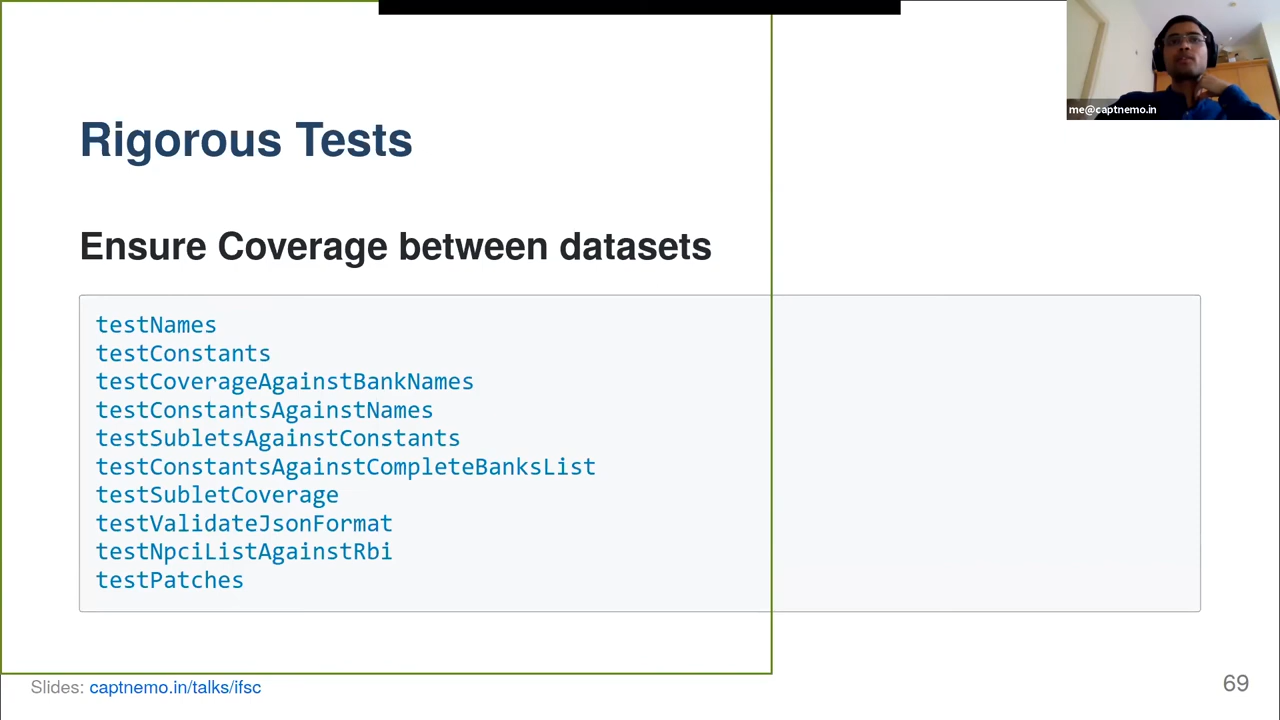 me@captnemo.in
Rigorous Tests
Ensure Coverage between datasets
testNames
testConstants
testCoverageAgainstBankNames
testConstantsAgainstNames
testSubletsAgainstConstants
testConstantsAgainstCompleteBanksList
testSubletCoverage
testValidateJsonFormat
testNpciListAgainstRbi
testPatches
Slides: captnemo.in/talks/ifsc
69